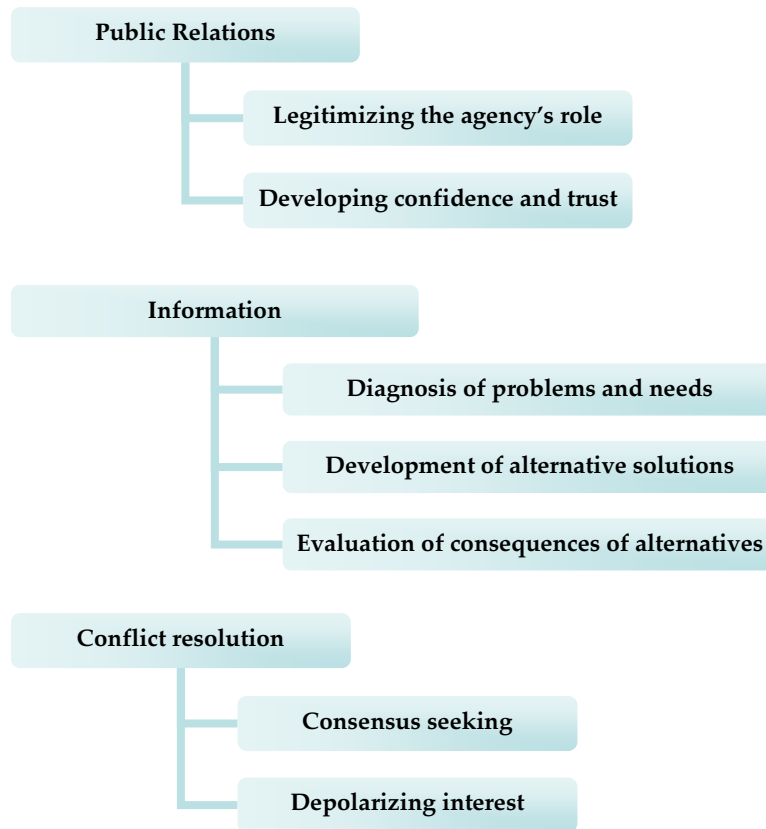 Public Relations
Legitimizing the agency’s role
Developing confidence and trust
Information
Diagnosis of problems and needs
Development of alternative solutions
Evaluation of consequences of alternatives
Conflict resolution
Consensus seeking
Depolarizing interest